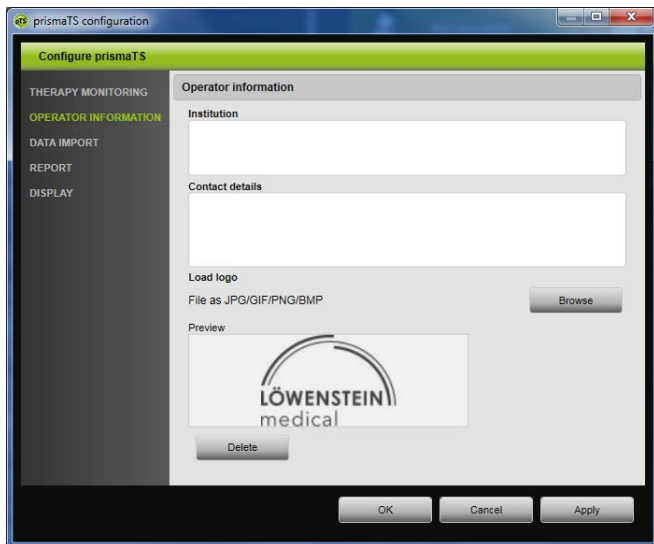 pTS prismaTS configuration
Configure prismaTS
THERAPY MONITORING
OPERATOR INFORMATION
DATA IMPORT
REPORT
DISPLAY
Operator information
Institution
Contact details
Load logo
File as JPG/GIF/PNG/BMP
Browse
Preview
LÖWENSTEIN
medical
Delete
OK
Cancel
Apply